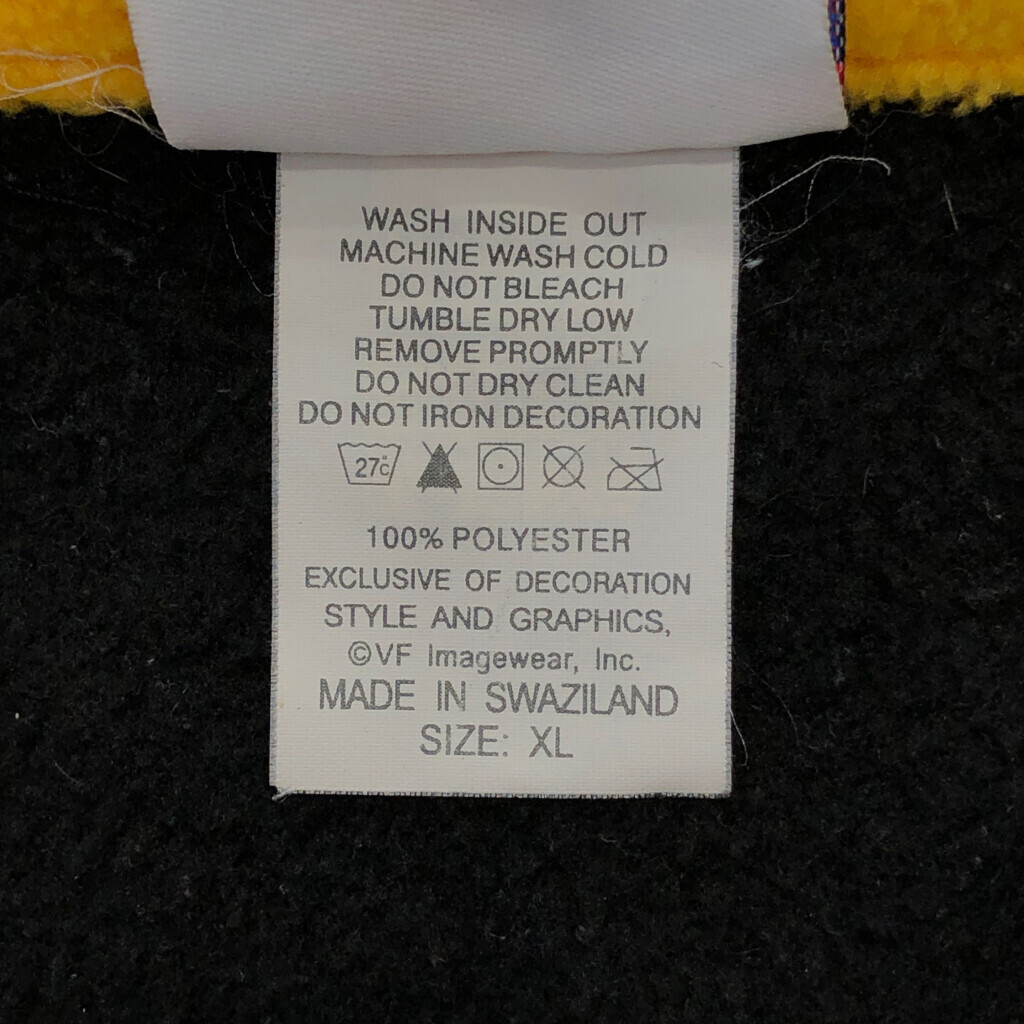 WASH INSIDE OUT
MACHINE WASH COLD
DO NOT BLEACH
TUMBLE DRY LOW
REMOVE PROMPTLY
DO NOT DRY CLEAN
DO NOT IRON DECORATION
27°c
100% POLYESTER
EXCLUSIVE OF DECORATION
STYLE AND GRAPHICS,
©VF Imagewear, Inc.
MADE IN SWAZILAND
SIZE: XL